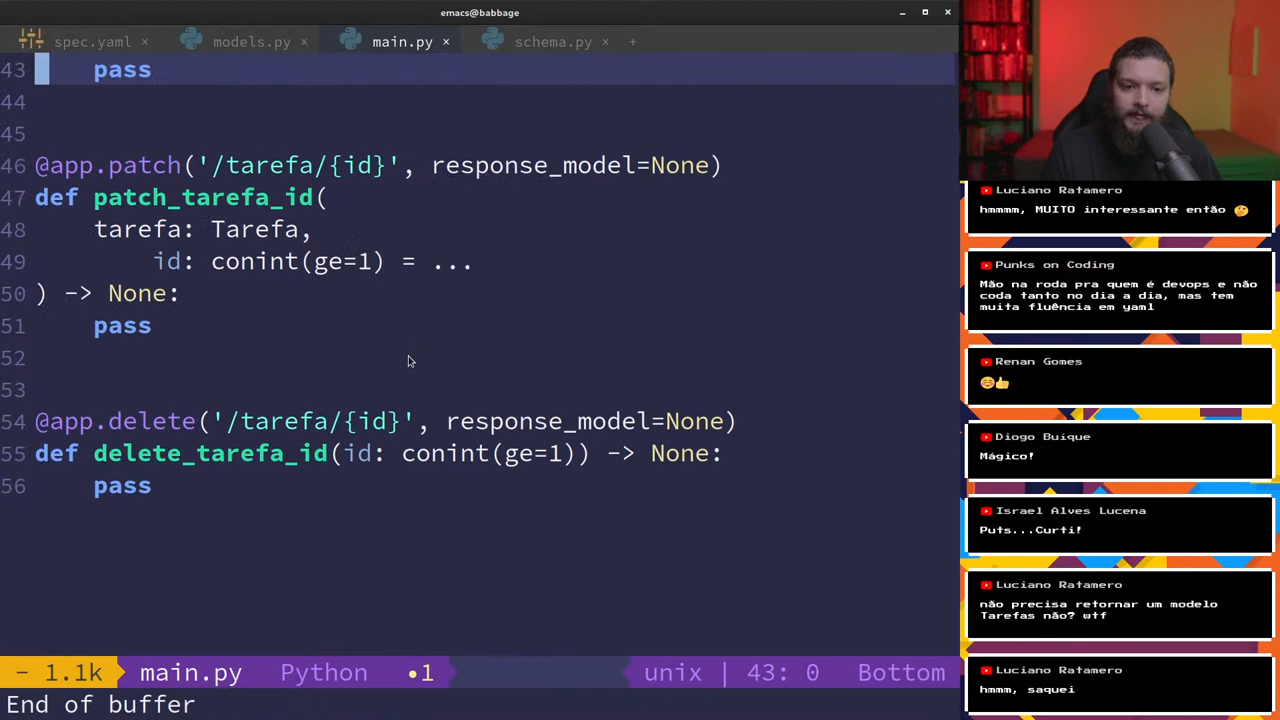 emacs@babbage
spec.yaml × models.py × main.py × schema.py × +
43 pass
44
45
46 @app.patch('/tarefa/{id}', response_model=None)
47 def patch_tarefa_id(
48 tarefa: Tarefa,
49 id: conint(ge=1) = ...
50 ) -> None:
51 pass
52
53
54 @app.delete('/tarefa/{id}', response_model=None)
55 def delete_tarefa_id(id: conint(ge=1)) -> None:
56 pass
- 1.1k main.py Python •1 unix | 43: 0 Bottom
End of buffer
Luciano Ratamero
hmmmm, MUITO interessante então 🤔
Punks on Coding
Mão na roda pra quem é devops e não
coda tanto no dia a dia, mas tem
muita fluência em yaml
Renan Gomes
☺️👍
Diogo Buique
Mágico!
Israel Alves Lucena
Puts...Curti!
Luciano Ratamero
não precisa retornar um modelo
Tarefas não? wtf
Luciano Ratamero
hmmm, saquei